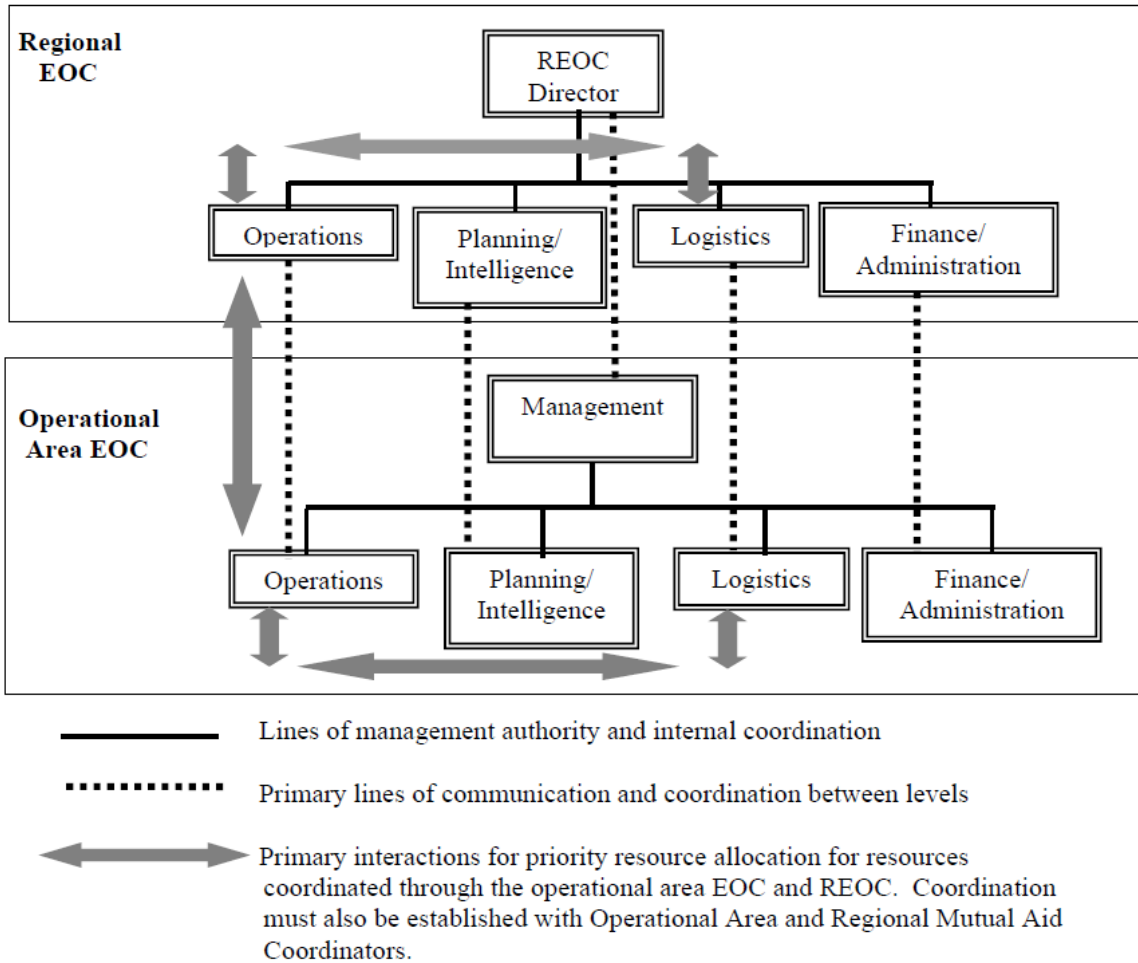 Regional
EOC
REOC
Director
Operations
Planning/
Intelligence
Logistics
Finance/
Administration
Operational
Area EOC
Management
Operations
Planning/
Intelligence
Logistics
Finance/
Administration
Lines of management authority and internal coordination
Primary lines of communication and coordination between levels
Primary interactions for priority resource allocation for resources
coordinated through the operational area EOC and REOC.  Coordination
must also be established with Operational Area and Regional Mutual Aid
Coordinators.